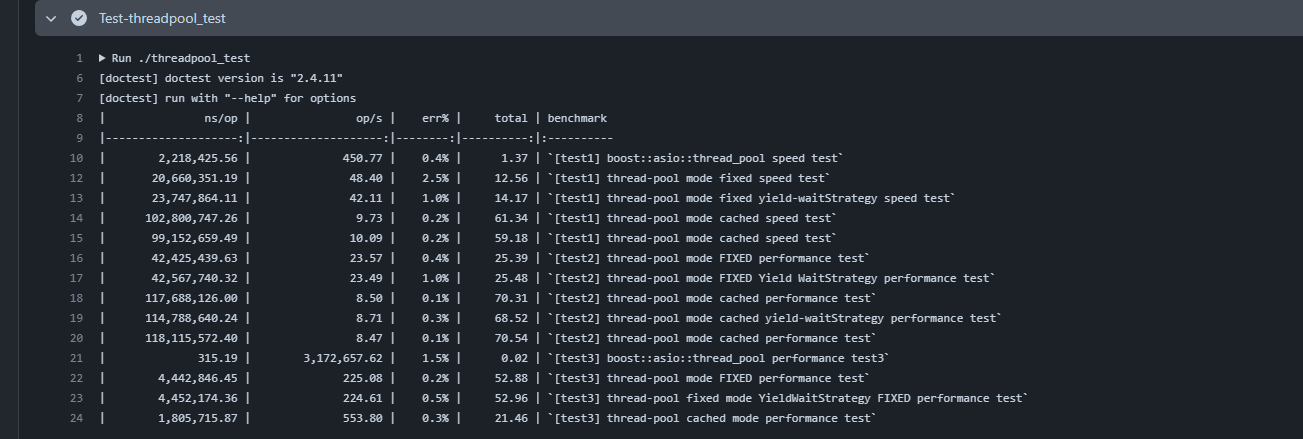 Test-threadpool_test
1 ▶ Run ./threadpool_test
6 [doctest] doctest version is "2.4.11"
7 [doctest] run with "--help" for options
8 | ns/op | op/s | err% | total | benchmark
9 |--------------------:|--------------------:|--------:|----------:|:----------
10 | 2,218,425.56 | 450.77 | 0.4% | 1.37 | `[test1] boost::asio::thread_pool speed test`
12 | 20,660,351.19 | 48.40 | 2.5% | 12.56 | `[test1] thread-pool mode fixed speed test`
13 | 23,747,864.11 | 42.11 | 1.0% | 14.17 | `[test1] thread-pool mode fixed yield-waitStrategy speed test`
14 | 102,800,747.26 | 9.73 | 0.2% | 61.34 | `[test1] thread-pool mode cached speed test`
15 | 99,152,659.49 | 10.09 | 0.2% | 59.18 | `[test1] thread-pool mode cached speed test`
16 | 42,425,439.63 | 23.57 | 0.4% | 25.39 | `[test2] thread-pool mode FIXED performance test`
17 | 42,567,740.32 | 23.49 | 1.0% | 25.48 | `[test2] thread-pool mode FIXED Yield WaitStrategy performance test`
18 | 117,688,126.00 | 8.50 | 0.1% | 70.31 | `[test2] thread-pool mode cached performance test`
19 | 114,788,640.24 | 8.71 | 0.3% | 68.52 | `[test2] thread-pool mode cached yield-waitStrategy performance test`
20 | 118,115,572.40 | 8.47 | 0.1% | 70.54 | `[test2] thread-pool mode cached performance test`
21 | 315.19 | 3,172,657.62 | 1.5% | 0.02 | `[test3] boost::asio::thread_pool performance test3`
22 | 4,442,846.45 | 225.08 | 0.2% | 52.88 | `[test3] thread-pool mode FIXED performance test`
23 | 4,452,174.36 | 224.61 | 0.5% | 52.96 | `[test3] thread-pool fixed mode YieldWaitStrategy FIXED performance test`
24 | 1,805,715.87 | 553.80 | 0.3% | 21.46 | `[test3] thread-pool cached mode performance test`